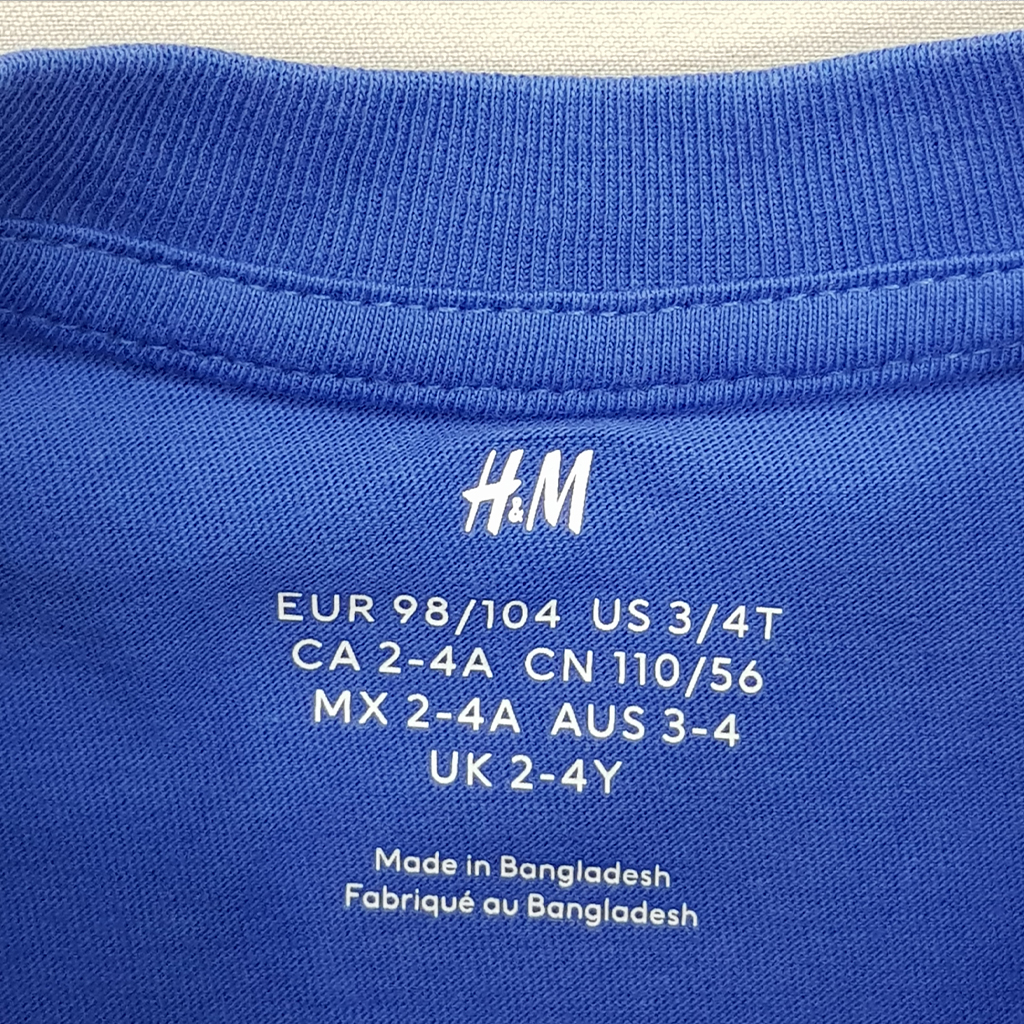 H&M
EUR 98/104 US 3/4T
CA 2-4A CN 110/56
MX 2-4A AUS 3-4
UK 2-4Y
Made in Bangladesh
Fabriqué au Bangladesh